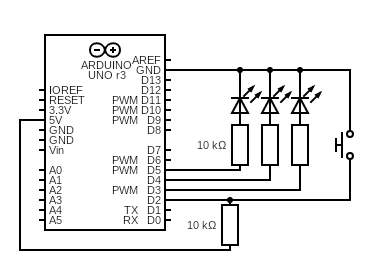 AREF
ARDUINO
GND
UNO r3
D13
IOREF
D12
RESET
PWM D11
3.3V
PWM D10
5V
PWM D9
GND
D8
GND
Vin
D7
PWM D6
A0
PWM D5
A1
D4
A2
PWM D3
A3
D2
A4
TX D1
A5
RX D0
10 kΩ
10 kΩ